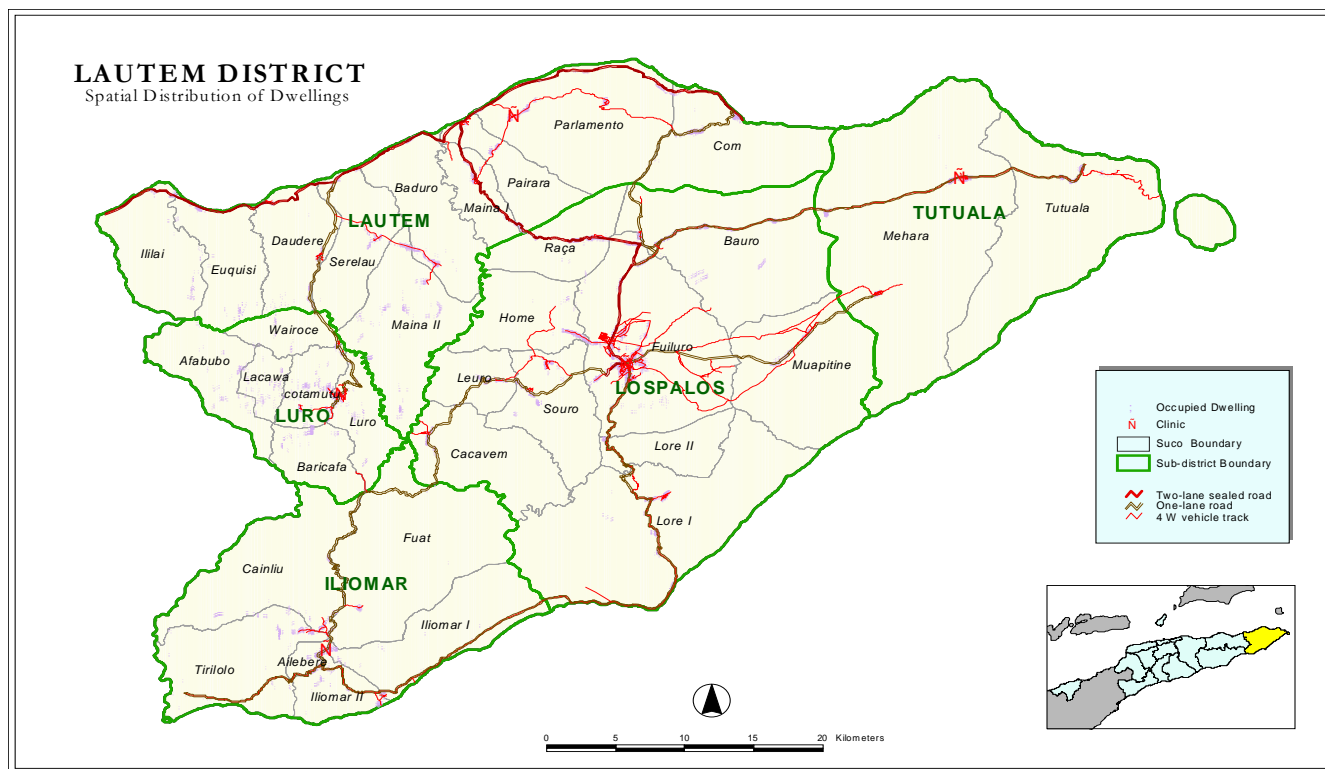 LAUTEM DISTRICT
Spatial Distribution of Dwellings
Parlamento
Com
Pairara
Baduro
Maina I
LAUTEM
TUTUALA
Tutuala
Mehara
Bauro
Raça
Daudere
Ililai
Euquisi
Serelau
Maina II
Home
Wairoce
Afabubo
Lacawa
cotamutu
LURO
Luro
Leuro
Fuiluro
Muapitine
LOSPALOS
Souro
Lore II
Cacavem
Baricafa
Lore I
Fuat
Cainliu
ILIOMAR
Iliomar I
Ailebere
Tirilolo
Iliomar II
Ñ
Ñ
Ñ
Occupied Dwelling
Ñ Clinic
Suco Boundary
Sub-district Boundary
Two-lane sealed road
One-lane road
4 W vehicle track
0 5 10 15 20 Kilometers